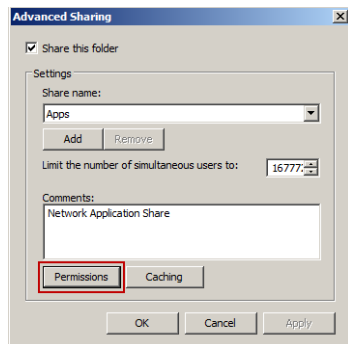 Advanced Sharing
Share this folder
Settings
Share name:
Apps
Add Remove
Limit the number of simultaneous users to: 16777
Comments:
Network Application Share
Permissions Caching
OK Cancel Apply